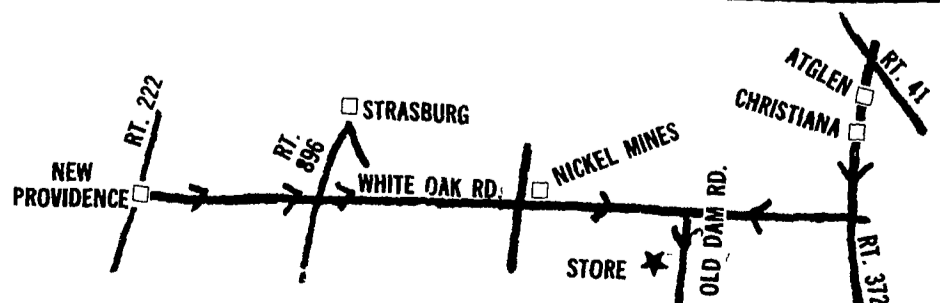 RT. 222
NEW
PROVIDENCE
STRASBURG
RT.
896
WHITE OAK RD.
NICKEL MINES
ATGLEN
CHRISTIANA
RT. 41
OLD DAM RD.
STORE
RT. 372